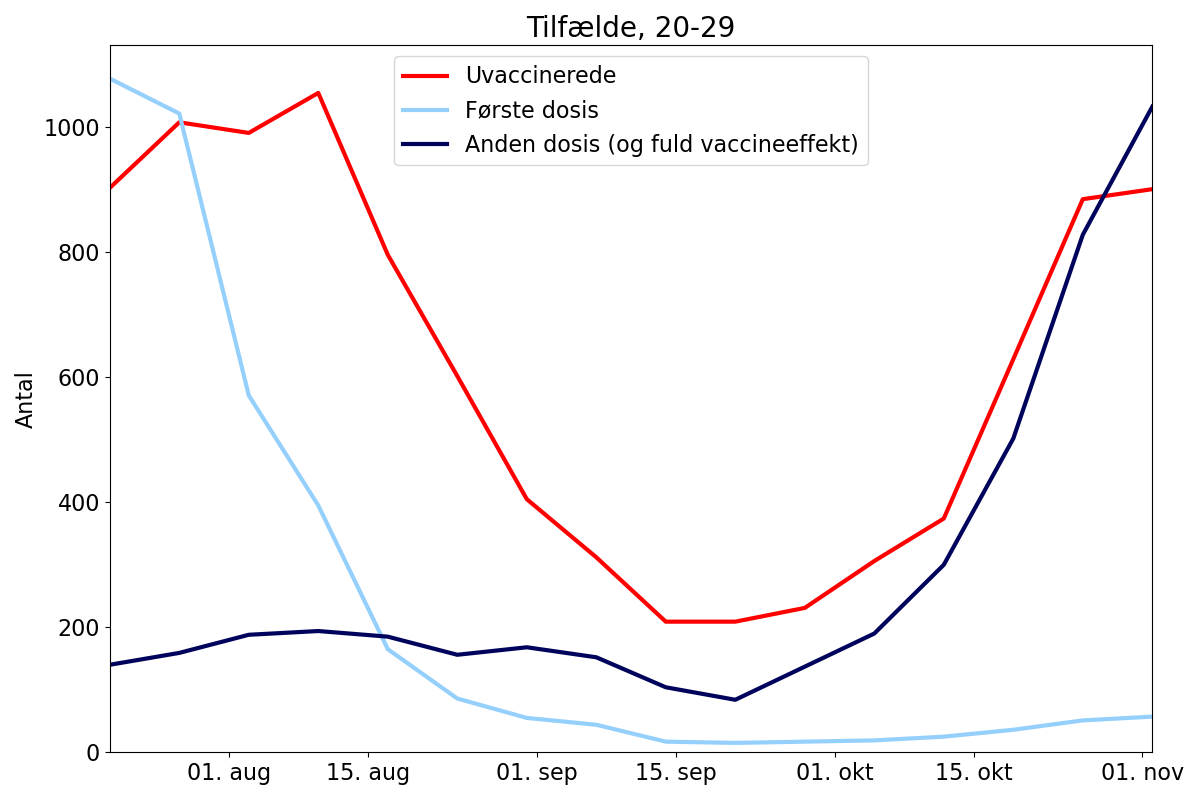 Tilfælde, 20-29
Uvaccinerede
Første dosis
Anden dosis (og fuld vaccineeffekt)
Antal
1000
800
600
400
200
0
01. aug 15. aug 01. sep 15. sep 01. okt 15. okt 01. nov